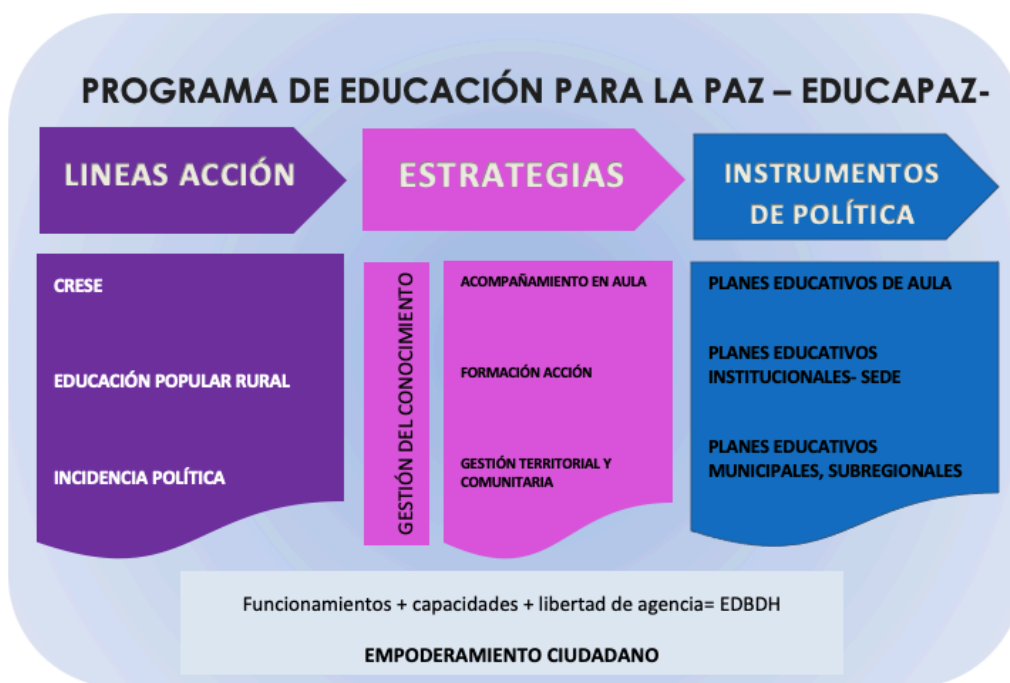 PROGRAMA DE EDUCACIÓN PARA LA PAZ – EDUCAPAZ-
LINEAS ACCIÓN
ESTRATEGIAS
INSTRUMENTOS
DE POLÍTICA
CRESE
EDUCACIÓN POPULAR RURAL
INCIDENCIA POLÍTICA
GESTIÓN DEL CONOCIMIENTO
ACOMPAÑAMIENTO EN AULA
FORMACIÓN ACCIÓN
GESTIÓN TERRITORIAL Y
COMUNITARIA
PLANES EDUCATIVOS DE AULA
PLANES EDUCATIVOS
INSTITUCIONALES- SEDE
PLANES EDUCATIVOS
MUNICIPALES, SUBREGIONALES
Funcionamientos + capacidades + libertad de agencia= EDBDH
EMPODERAMIENTO CIUDADANO